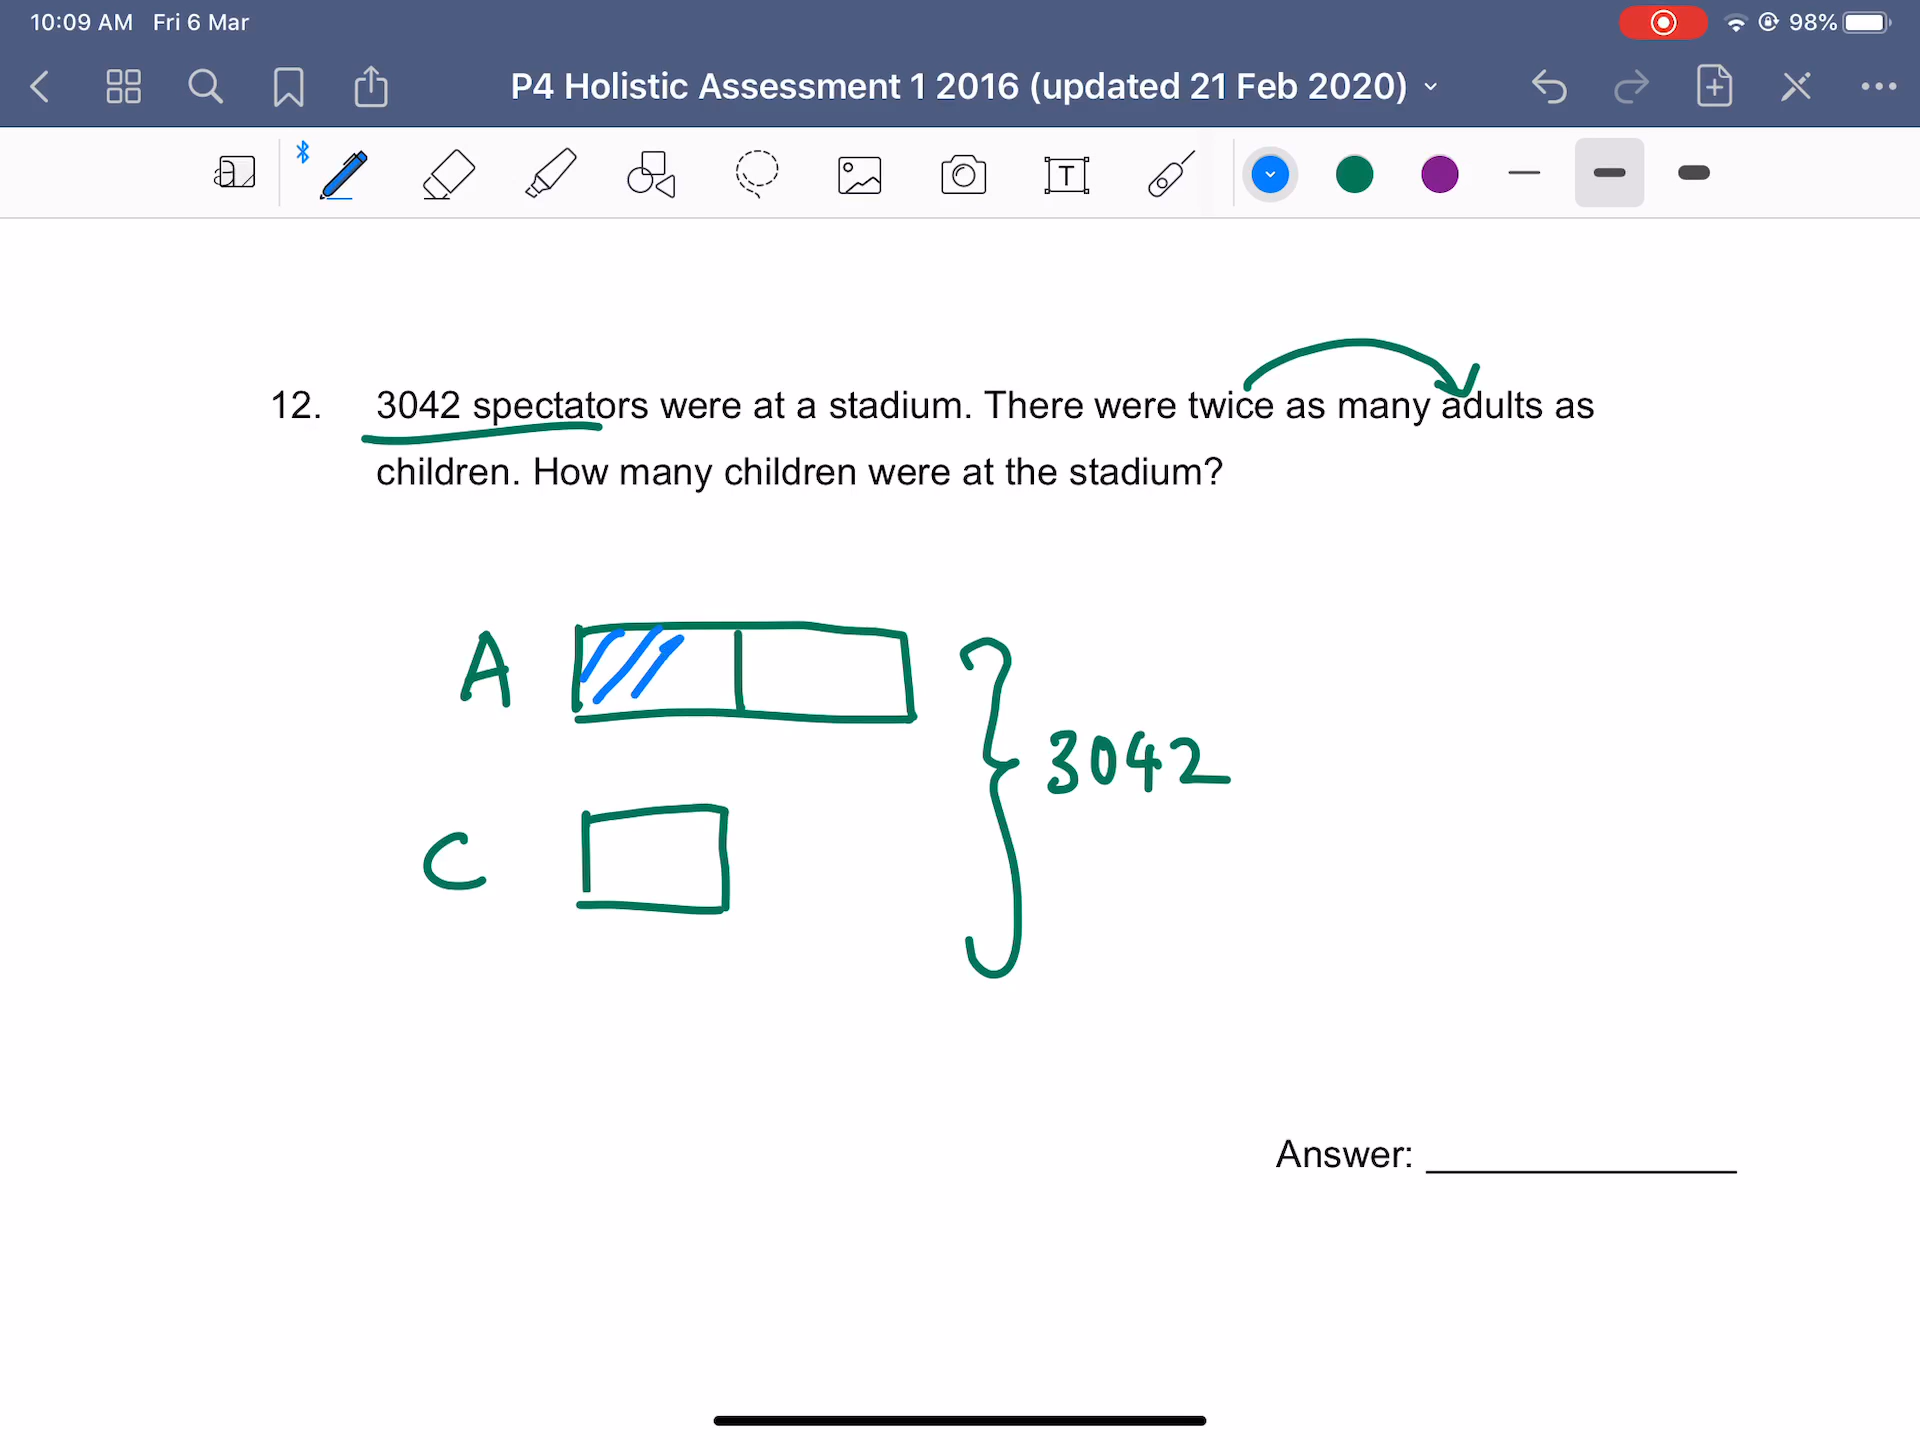 10:09 AM Fri 6 Mar 98%
P4 Holistic Assessment 1 2016 (updated 21 Feb 2020)
T
12. 3042 spectators were at a stadium. There were twice as many adults as
children. How many children were at the stadium?
A
3042
C
Answer: